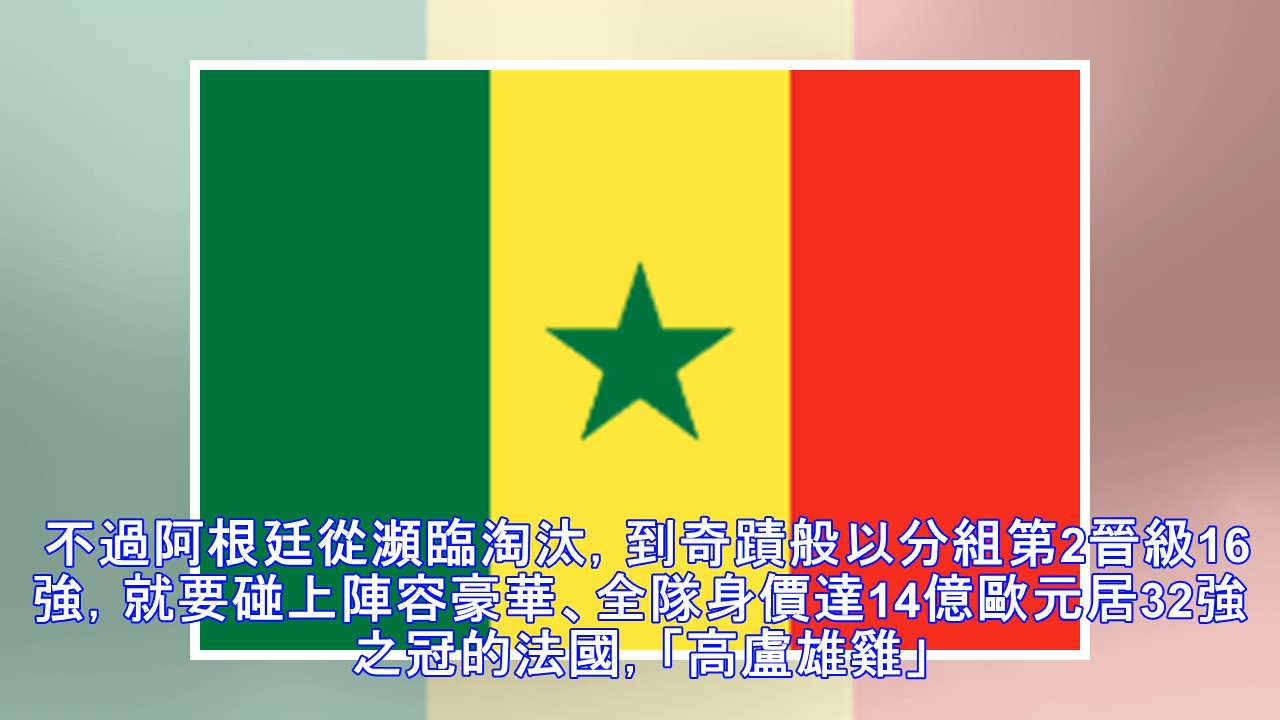 不過阿根廷從瀕臨淘汰, 到奇蹟般以分組第2晉級16
強, 就要碰上陣容豪華、全隊身價達14億歐元居32強
之冠的法國,「高盧雄雞」